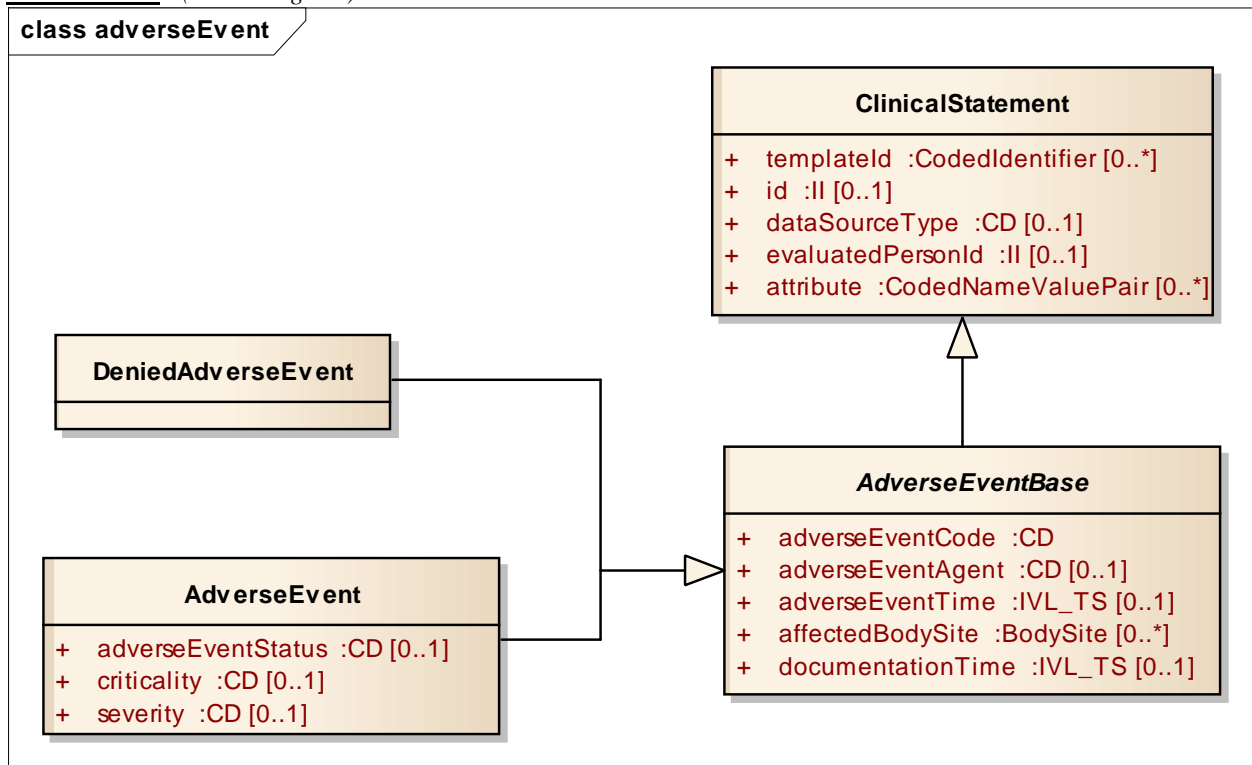 class adverseEvent
ClinicalStatement
+ templateId :CodedIdentifier [0..*]
+ id :II [0..1]
+ dataSourceType :CD [0..1]
+ evaluatedPersonId :II [0..1]
+ attribute :CodedNameValuePair [0..*]
DeniedAdverseEvent
AdverseEventBase
+ adverseEventCode :CD
+ adverseEventAgent :CD [0..1]
+ adverseEventTime :IVL_TS [0..1]
+ affectedBodySite :BodySite [0..*]
+ documentationTime :IVL_TS [0..1]
AdverseEvent
+ adverseEventStatus :CD [0..1]
+ criticality :CD [0..1]
+ severity :CD [0..1]